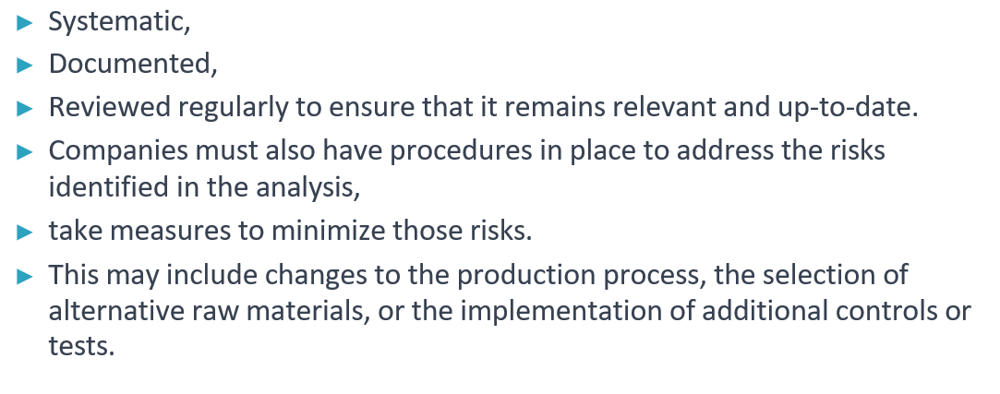 ► Systematic,
► Documented,
► Reviewed regularly to ensure that it remains relevant and up-to-date.
► Companies must also have procedures in place to address the risks
identified in the analysis,
► take measures to minimize those risks.
► This may include changes to the production process, the selection of
alternative raw materials, or the implementation of additional controls or
tests.